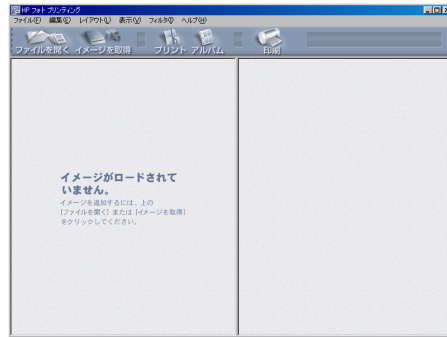 HP フォト プリンティング
ファイル(F) 編集(E) レイアウト(L) 表示(V) フィルタ(I) ヘルプ(H)
ファイルを開く イメージを取得 プリント アルバム 印刷
イメージがロードされて
いません。
イメージを追加するには、上の
[ファイルを開く] または [イメージを取得]
をクリックしてください。